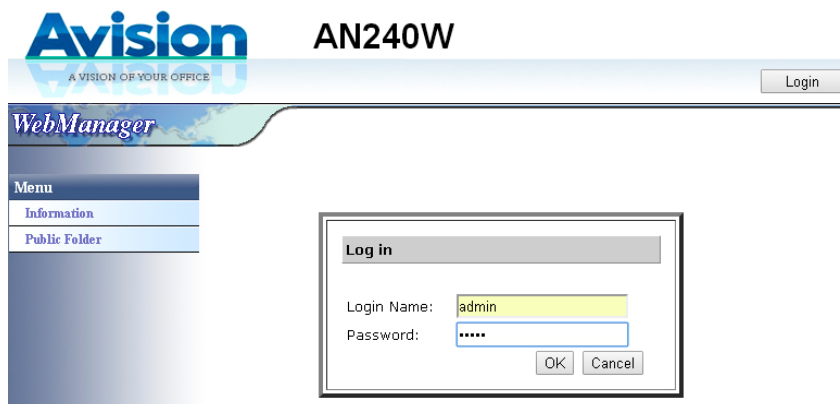 Avision
A VISION OF YOUR OFFICE
AN240W
Login
WebManager
Menu
Information
Public Folder
Log in
Login Name: admin
Password: •••••
OK Cancel